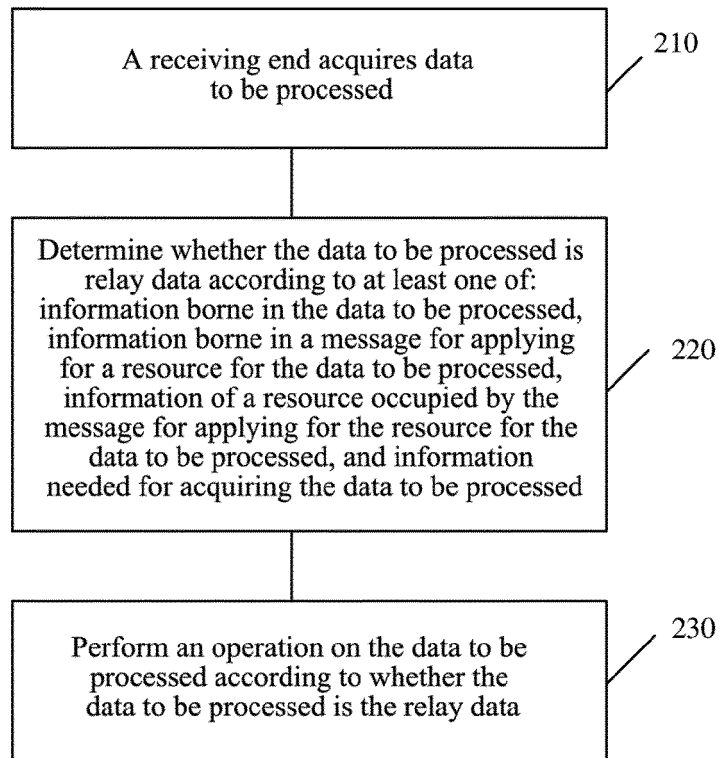 A receiving end acquires data
to be processed
210
Determine whether the data to be processed is
relay data according to at least one of:
information borne in the data to be processed,
information borne in a message for applying
for a resource for the data to be processed,
information of a resource occupied by the
message for applying for the resource for the
data to be processed, and information
needed for acquiring the data to be processed
220
Perform an operation on the data to be
processed according to whether the
data to be processed is the relay data
230